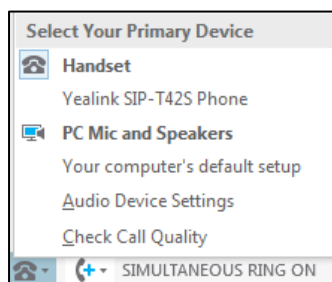 Select Your Primary Device
Handset
Yealink SIP-T42S Phone
PC Mic and Speakers
Your computer's default setup
Audio Device Settings
Check Call Quality
SIMULTANEOUS RING ON